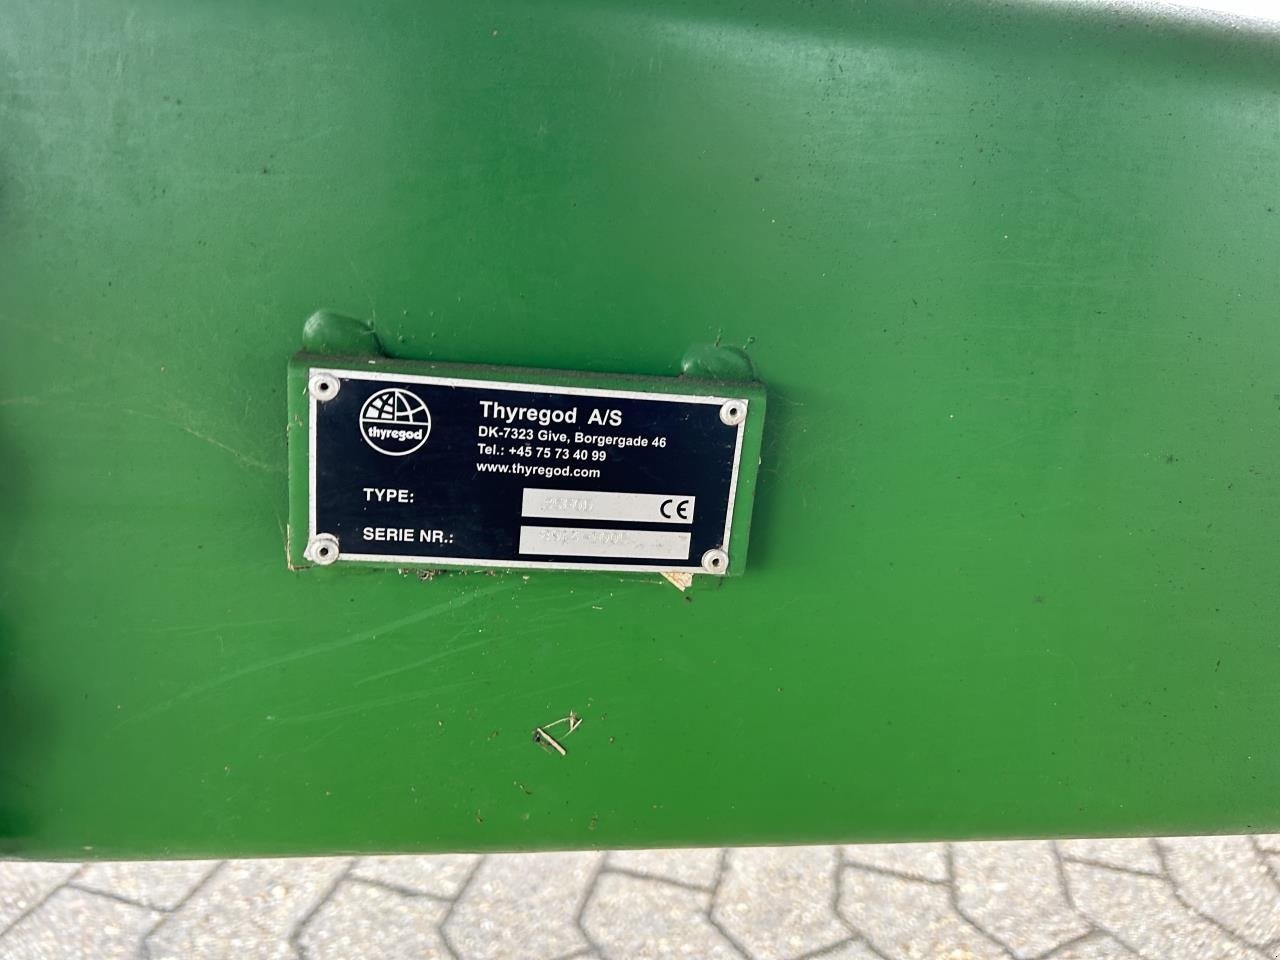 thyregod
Thyregod A/S
DK-7323 Give, Borgergade 46
Tel.: +45 75 73 40 99
www.thyregod.com
TYPE:
CE
SERIE NR.: